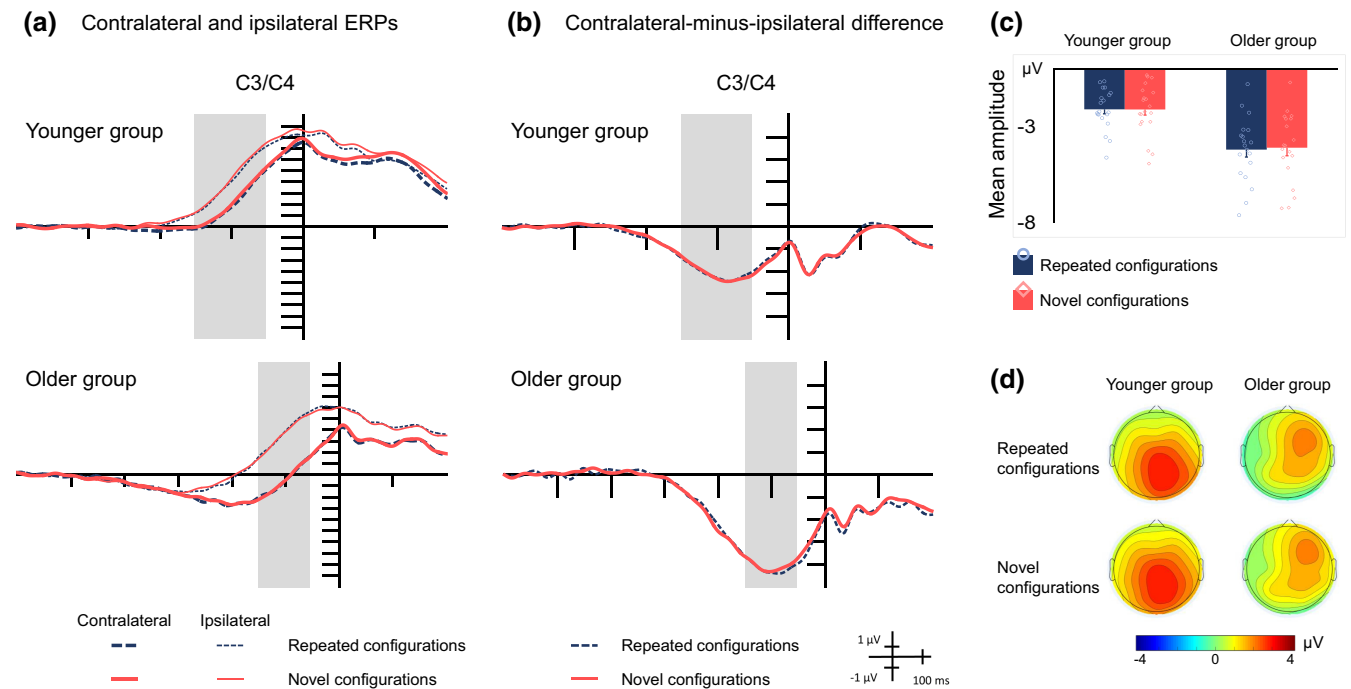 (a) Contralateral and ipsilateral ERPs
C3/C4
Younger group
Older group
Contralateral Ipsilateral
Repeated configurations
Novel configurations
(b) Contralateral-minus-ipsilateral difference
C3/C4
Younger group
Older group
Repeated configurations
Novel configurations
1 µV
-1 µV
100 ms
(c)
Younger group Older group
µV
-3
-8
Mean amplitude
Repeated configurations
Novel configurations
(d)
Younger group Older group
Repeated
configurations
Novel
configurations
-4 0 4 µV